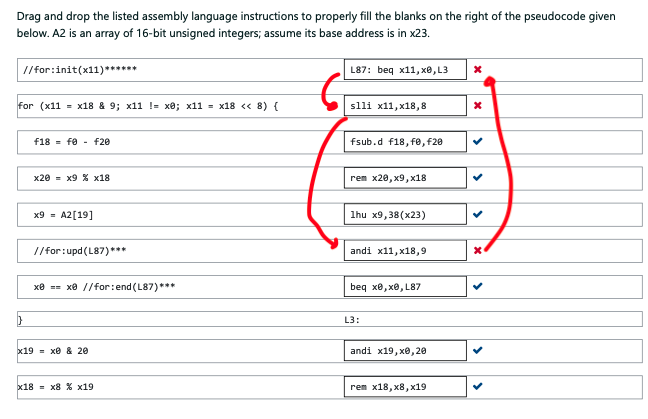 Drag and drop the listed assembly language instructions to properly fill the blanks on the right of the pseudocode given
below. A2 is an array of 16-bit unsigned integers; assume its base address is in x23.
//for:init(x11)****** L87: beq x11,x0,L3
for (x11 = x18 & 9; x11 != x0; x11 = x18 << 8) { slli x11,x18,8
f18 = f0 - f20 fsub.d f18,f0,f20
x20 = x9 % x18 rem x20,x9,x18
x9 = A2[19] lhu x9,38(x23)
//for:upd(L87)*** andi x11,x18,9
x0 == x0 //for:end(L87)*** beq x0,x0,L87
} L3:
x19 = x0 & 20 andi x19,x0,20
x18 = x8 % x19 rem x18,x8,x19